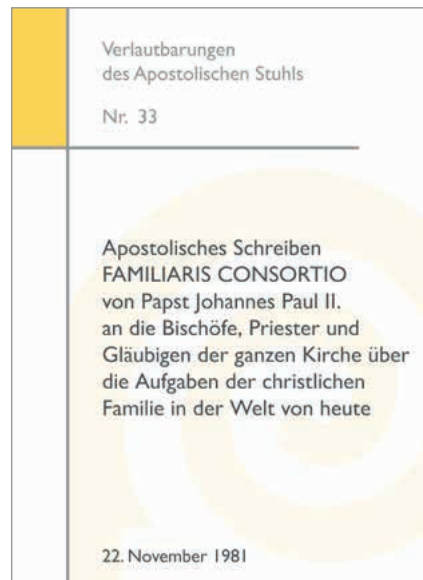 Verlautbarungen
des Apostolischen Stuhls
Nr. 33
Apostolisches Schreiben
FAMILIARIS CONSORTIO
von Papst Johannes Paul II.
an die Bischöfe, Priester und
Gläubigen der ganzen Kirche über
die Aufgaben der christlichen
Familie in der Welt von heute
22. November 1981